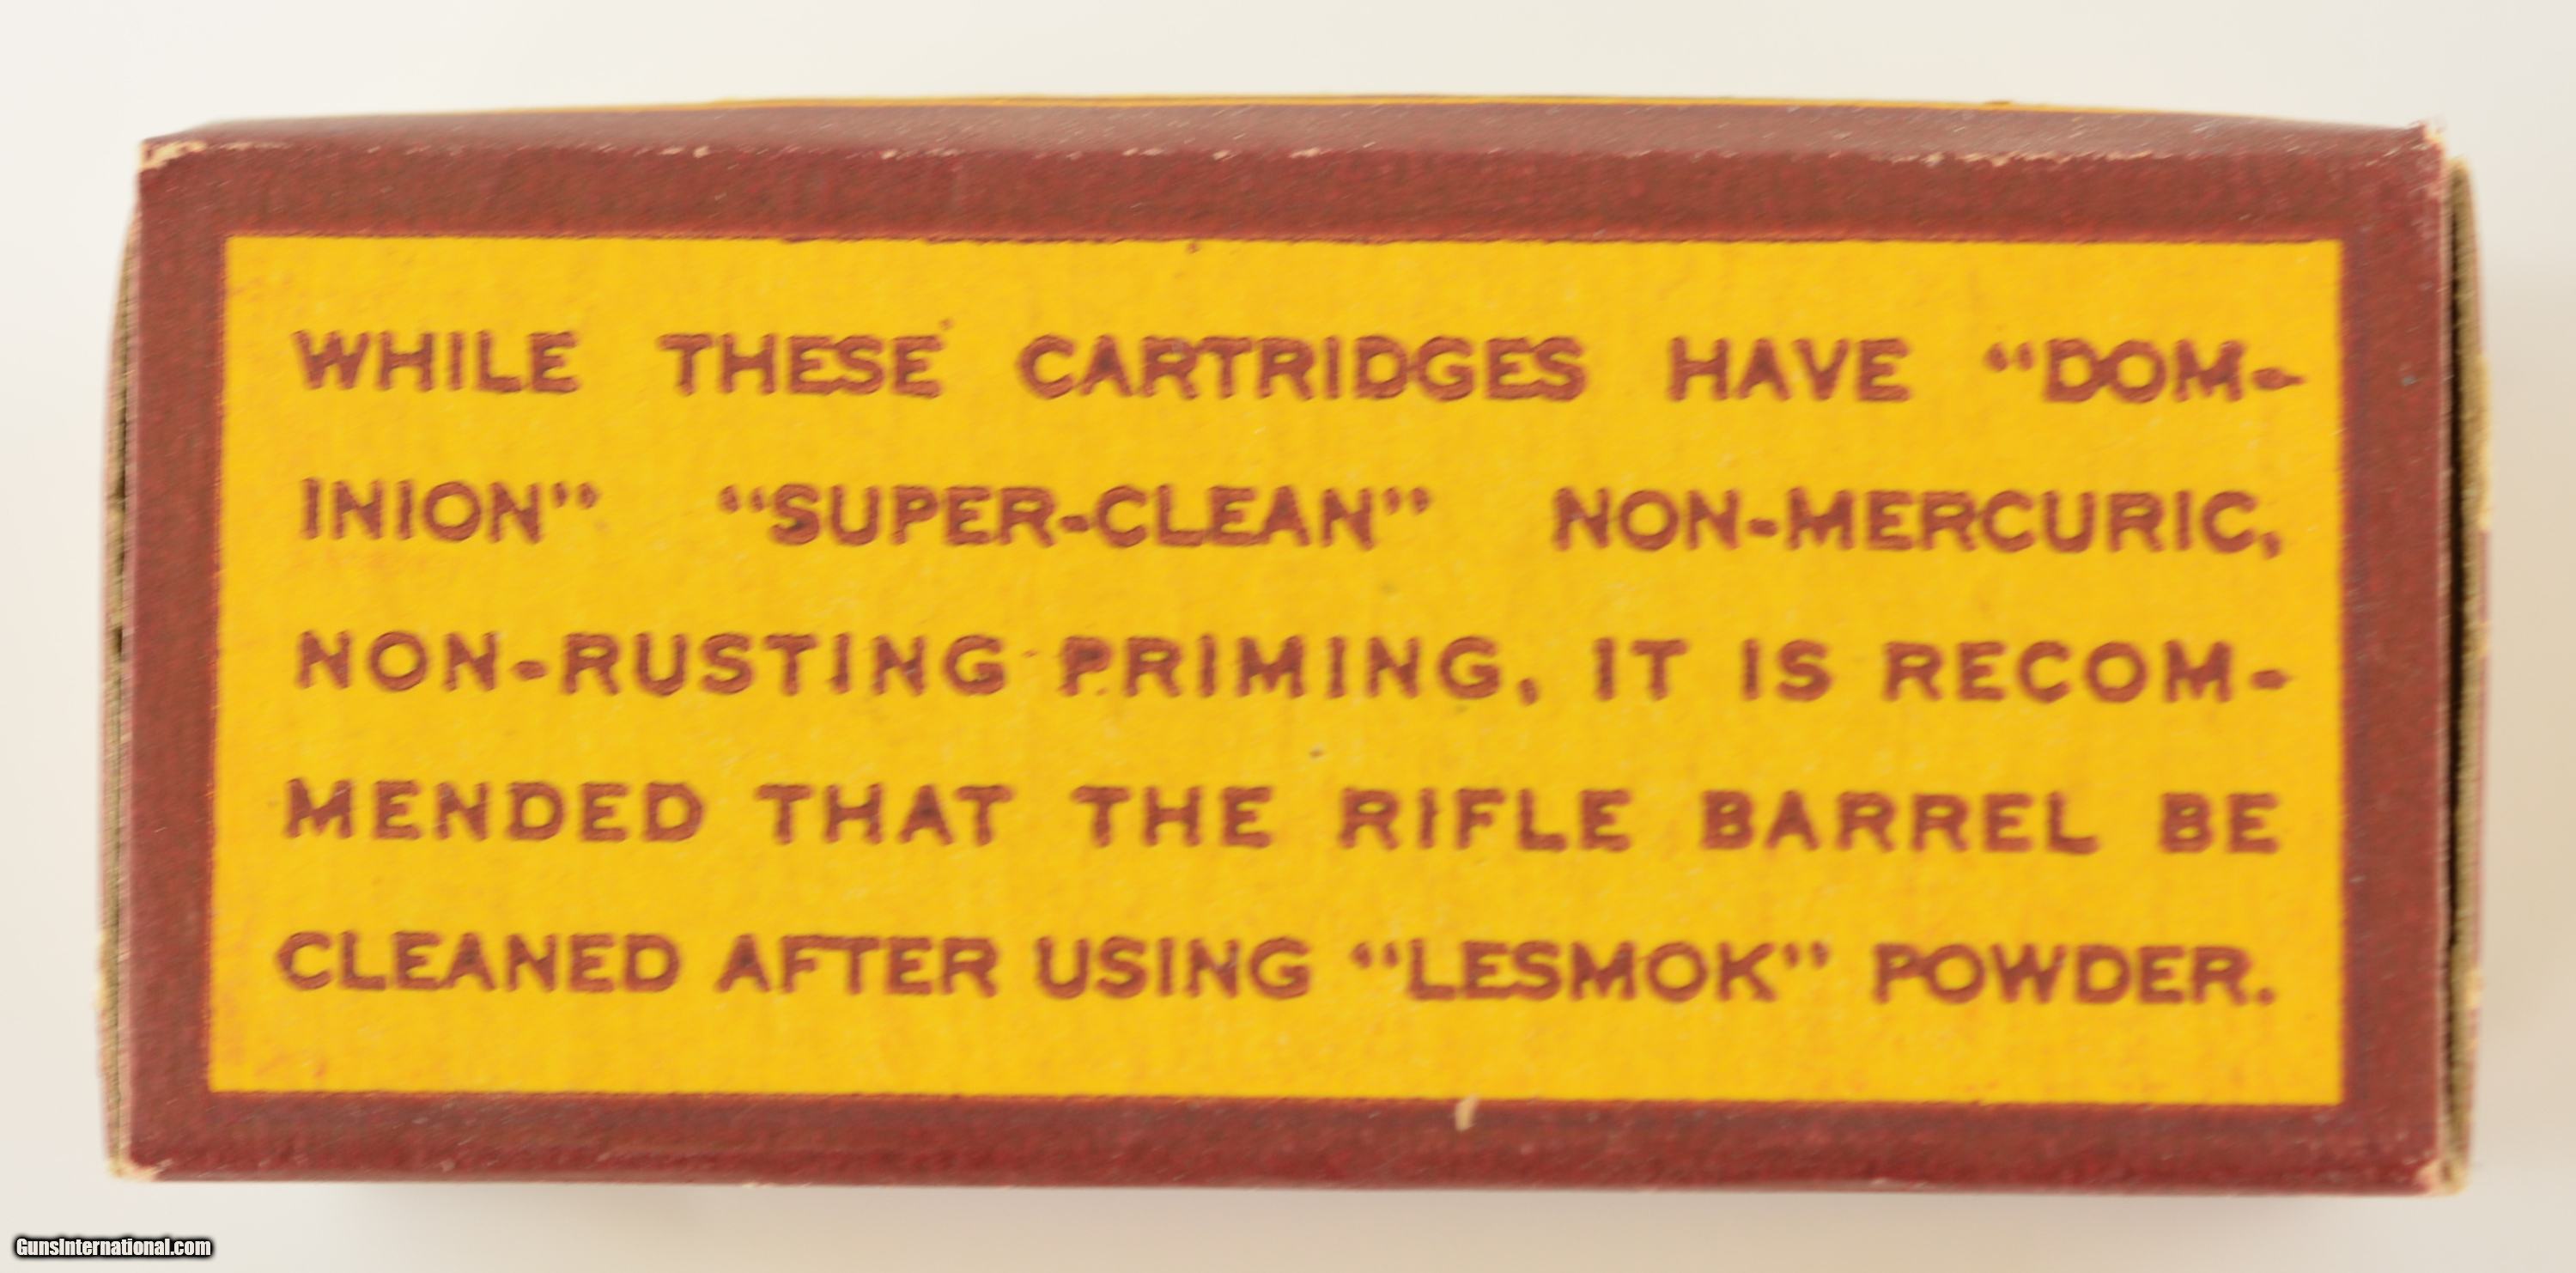 WHILE THESE CARTRIDGES HAVE "DOM-
INION" "SUPER-CLEAN" NON-MERCURIC,
NON-RUSTING PRIMING, IT IS RECOM-
MENDED THAT THE RIFLE BARREL BE
CLEANED AFTER USING "LESMOK" POWDER.
GunsInternational.com